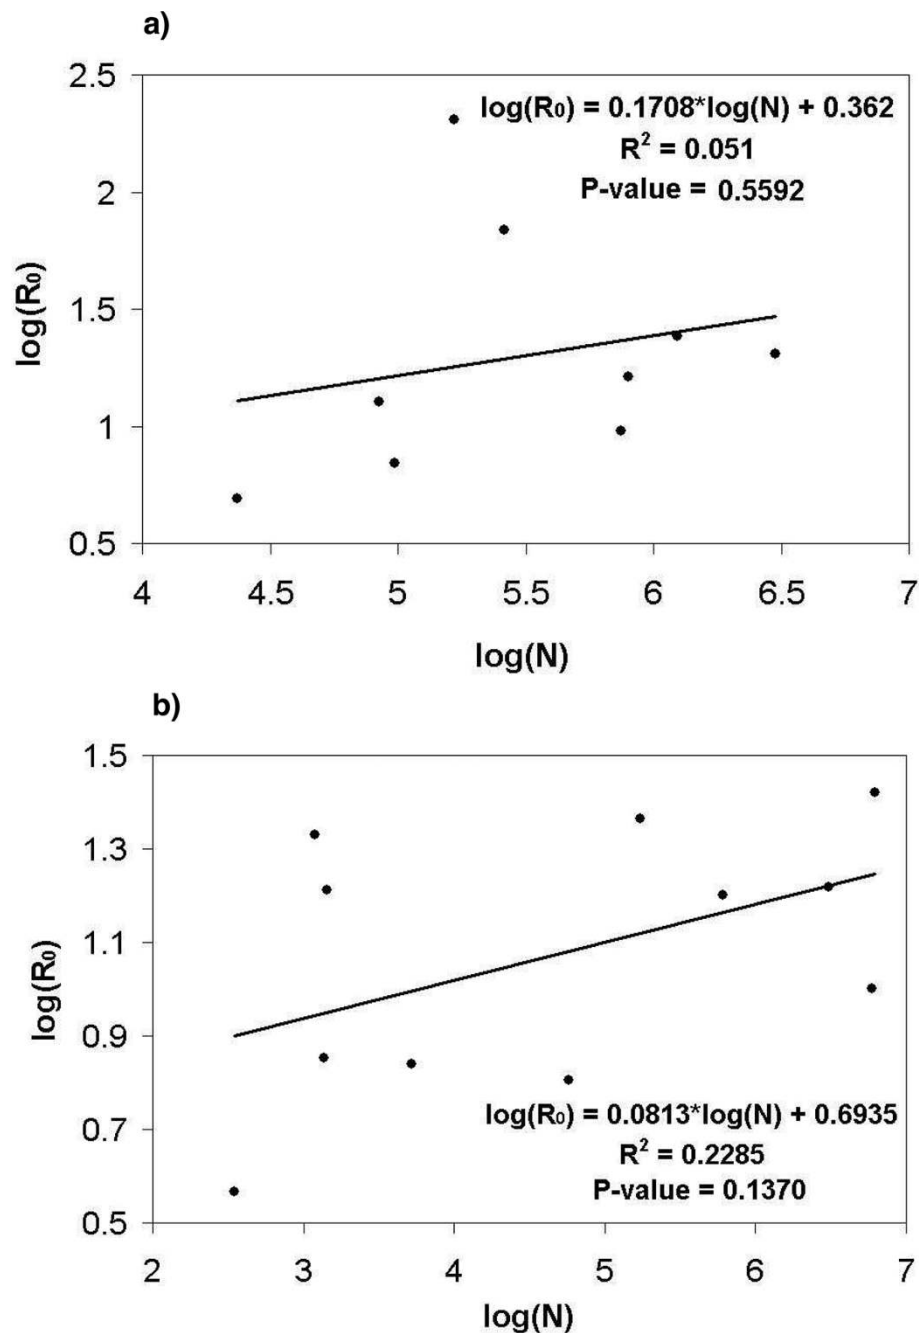 a)
2.5
log(R₀) = 0.1708*log(N) + 0.362
R² = 0.051
P-value = 0.5592
2
log(R₀)
1.5
1
0.5
4
4.5
5
5.5
6
6.5
7
log(N)
b)
1.5
1.3
1.1
log(R₀)
0.9
0.7
log(R₀) = 0.0813*log(N) + 0.6935
R² = 0.2285
P-value = 0.1370
0.5
2
3
4
5
6
7
log(N)